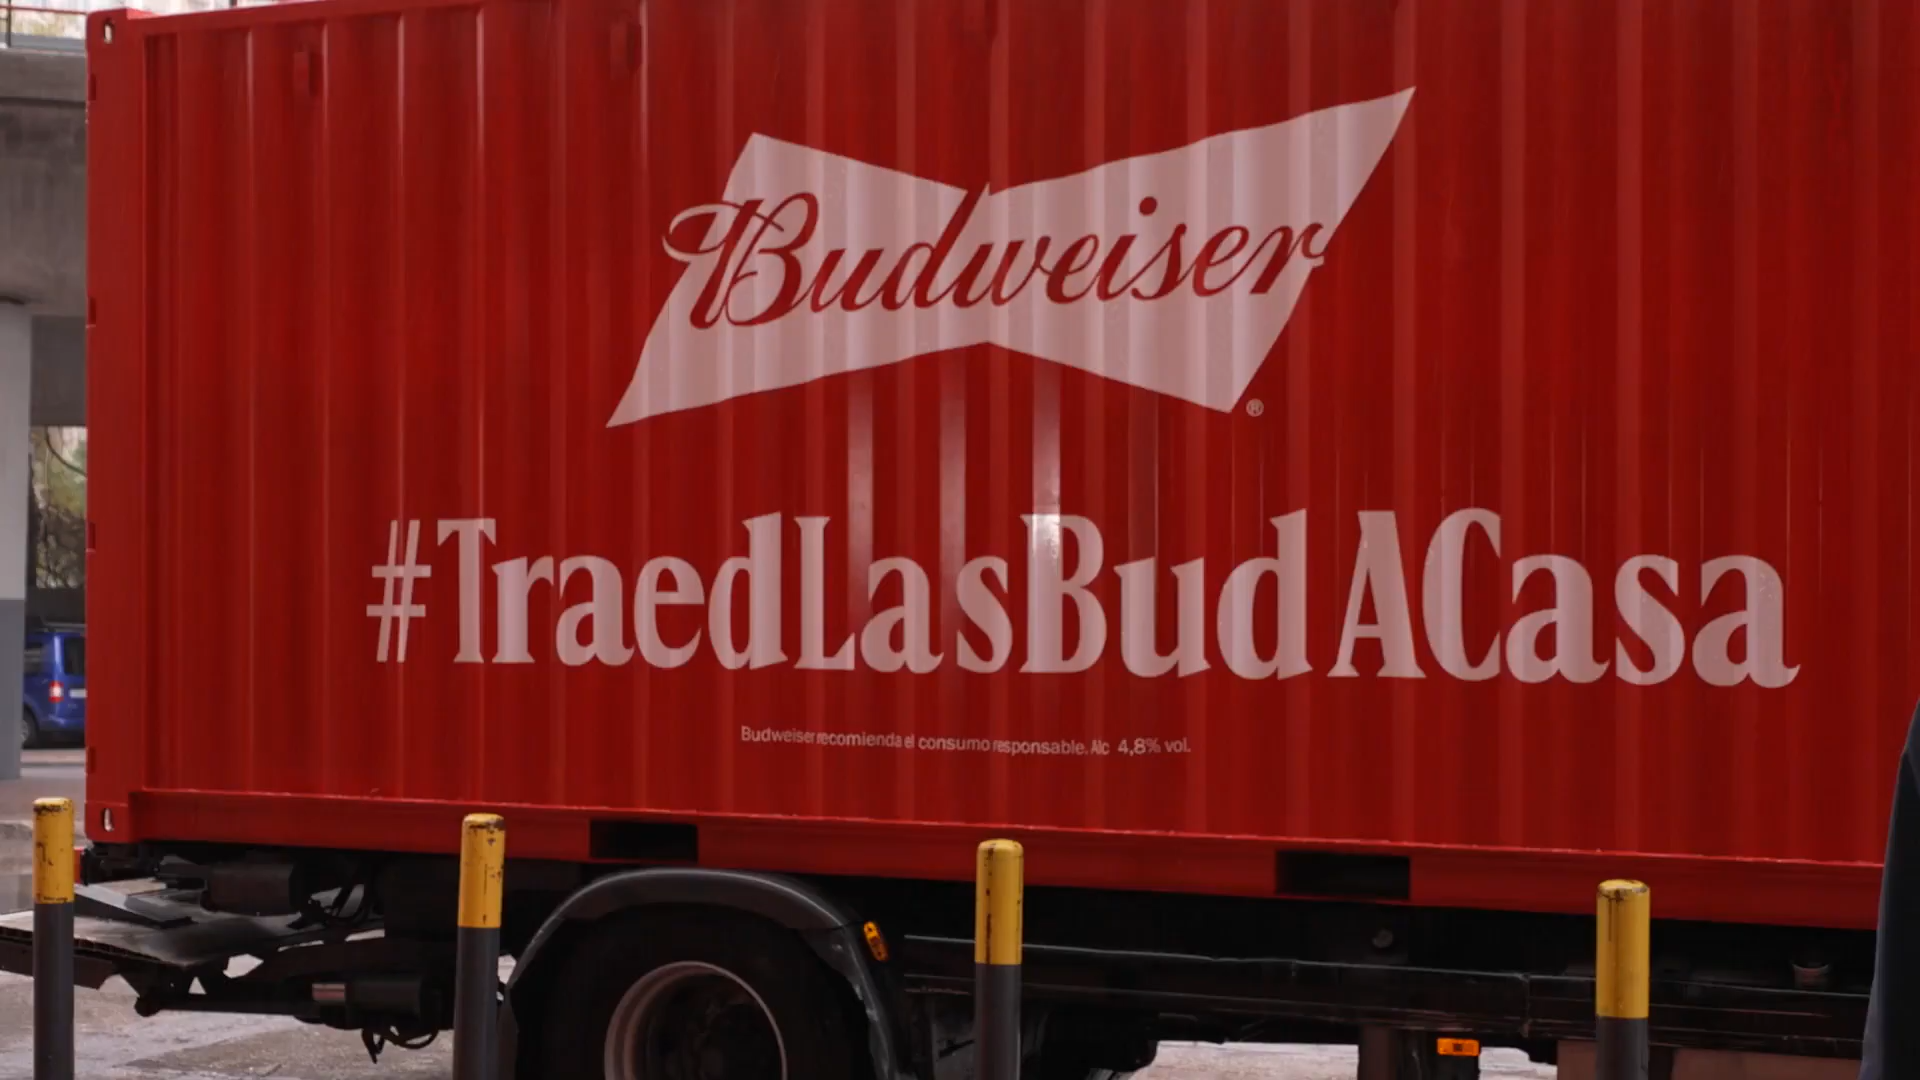 Budweiser
®
#TraedLasBudACasa
Budweiser recomienda el consumo responsable. Alc 4,8% vol.